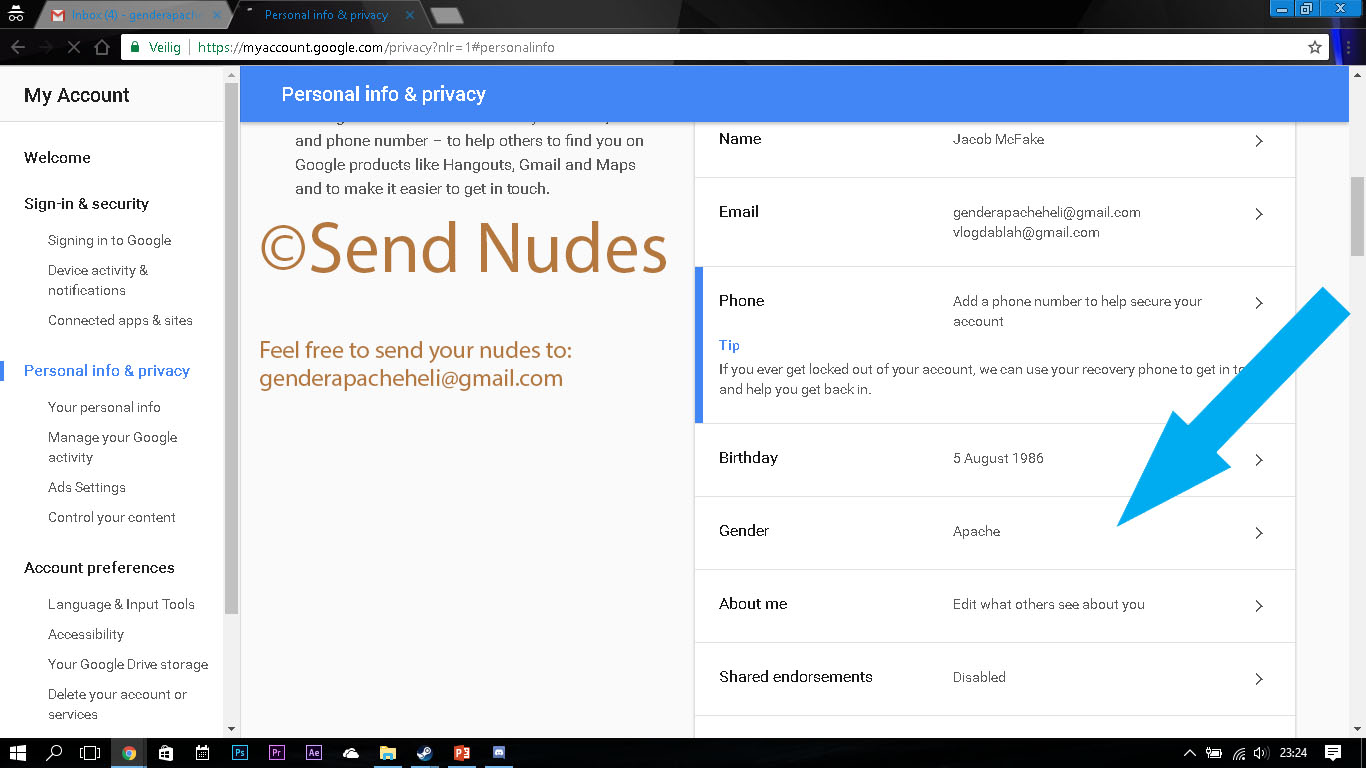 Inbox (4) - genderapache
Personal info & privacy
Veilig
https://myaccount.google.com/privacy?nlr=1#personalinfo
My Account
Welcome
Sign-in & security
Signing in to Google
Device activity &
notifications
Connected apps & sites
Personal info & privacy
Your personal info
Manage your Google
activity
Ads Settings
Control your content
Account preferences
Language & Input Tools
Accessibility
Your Google Drive storage
Delete your account or
services
Personal info & privacy
and phone number – to help others to find you on
Google products like Hangouts, Gmail and Maps
and to make it easier to get in touch.
©Send Nudes
Feel free to send your nudes to:
genderapacheheli@gmail.com
Name
Jacob McFake
Email
genderapacheheli@gmail.com
vlogdablah@gmail.com
Phone
Add a phone number to help secure your
account
Tip
If you ever get locked out of your account, we can use your recovery phone to get in to
and help you get back in.
Birthday
5 August 1986
Gender
Apache
About me
Edit what others see about you
Shared endorsements
Disabled
Ps
Pr
Ae
23:24